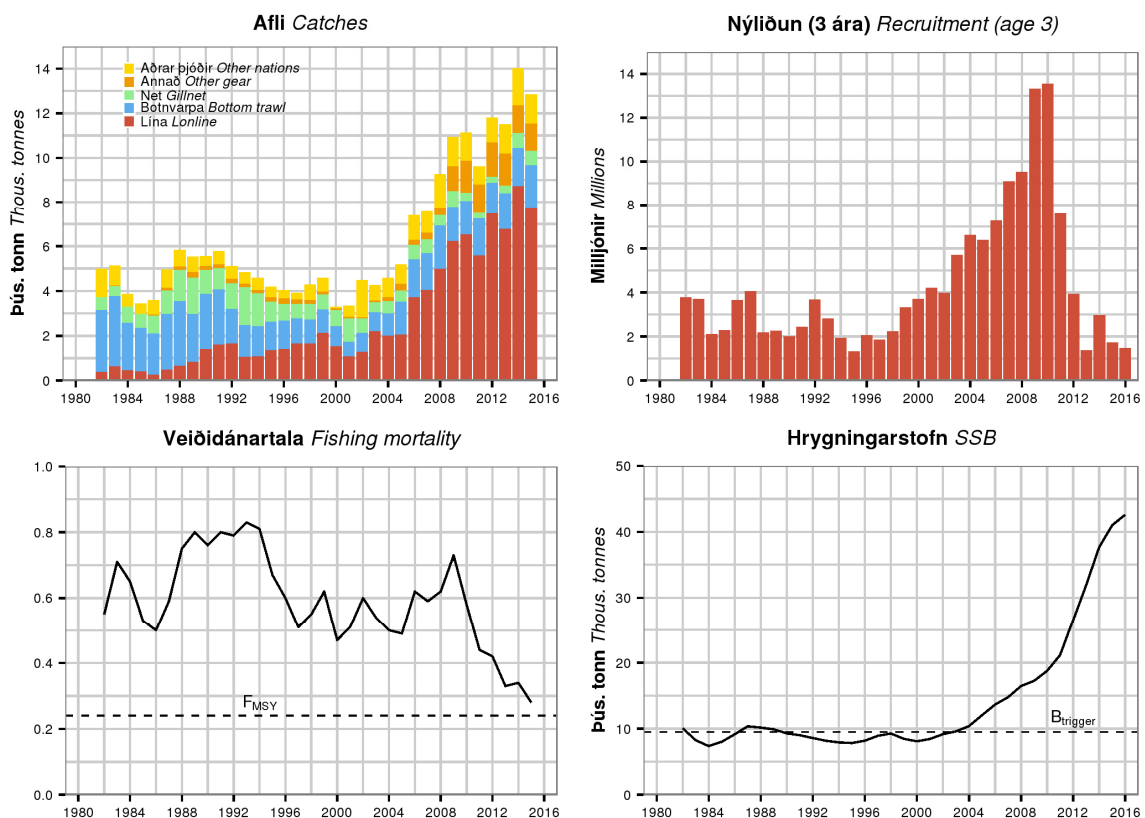 Afli Catches
Þús. tonn Thous. tonnes
14
12
10
8
6
4
2
0
Aðrar þjóðir Other nations
Annað Other gear
Net Gillnet
Botnvarpa Bottom trawl
Lína Lonline
1980 1984 1988 1992 1996 2000 2004 2008 2012 2016
Nýliðun (3 ára) Recruitment (age 3)
Milljónir Millions
14
12
10
8
6
4
2
0
1980 1984 1988 1992 1996 2000 2004 2008 2012 2016
Veiðidánartala Fishing mortality
1.0
0.8
0.6
0.4
0.2
0.0
FMSY
1980 1984 1988 1992 1996 2000 2004 2008 2012 2016
Hrygningarstofn SSB
Þús. tonn Thous. tonnes
50
40
30
20
10
0
Btrigger
1980 1984 1988 1992 1996 2000 2004 2008 2012 2016